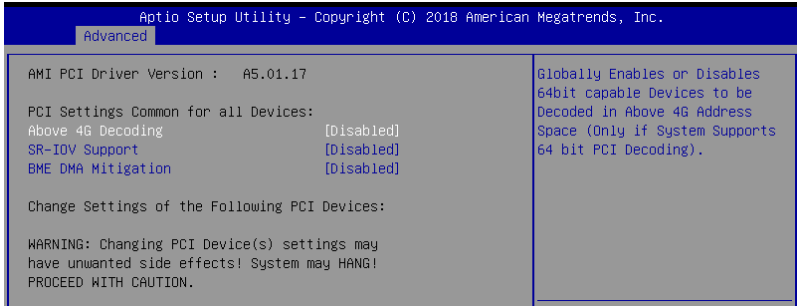 Aptio Setup Utility – Copyright (C) 2018 American Megatrends, Inc.
Advanced
AMI PCI Driver Version : A5.01.17
PCI Settings Common for all Devices:
Above 4G Decoding [Disabled]
SR-IOV Support [Disabled]
BME DMA Mitigation [Disabled]
Change Settings of the Following PCI Devices:
WARNING: Changing PCI Device(s) settings may
have unwanted side effects! System may HANG!
PROCEED WITH CAUTION.
Globally Enables or Disables
64bit capable Devices to be
Decoded in Above 4G Address
Space (Only if System Supports
64 bit PCI Decoding).